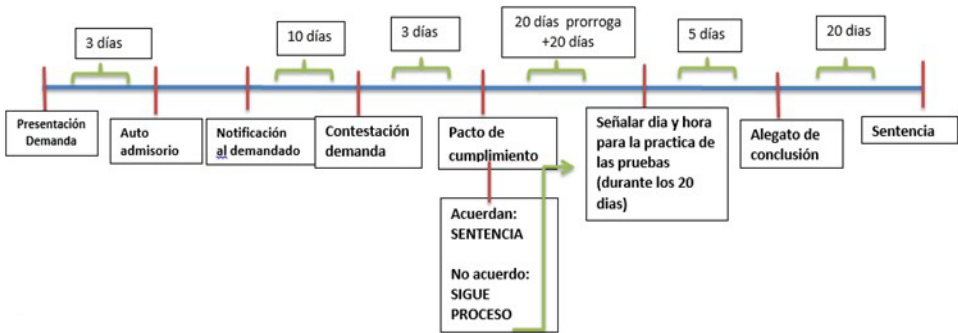 3 días
10 días
3 días
20 días prorroga
+20 días
5 días
20 dias
Presentación
Demanda
Auto
admisorio
Notificación
al demandado
Contestación
demanda
Pacto de
cumplimiento
Señalar dia y hora
para la practica de
las pruebas
(durante los 20
dias)
Alegato de
conclusión
Sentencia
Acuerdan:
SENTENCIA
No acuerdo:
SIGUE
PROCESO